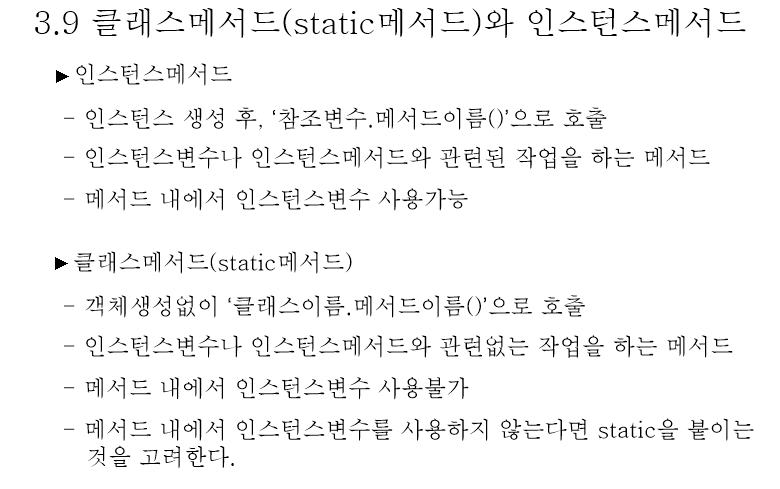 3.9 클래스메서드(static메서드)와 인스턴스메서드
▶인스턴스메서드
- 인스턴스 생성 후, ‘참조변수.메서드이름()’으로 호출
- 인스턴스변수나 인스턴스메서드와 관련된 작업을 하는 메서드
- 메서드 내에서 인스턴스변수 사용가능
▶클래스메서드(static메서드)
- 객체생성없이 ‘클래스이름.메서드이름()’으로 호출
- 인스턴스변수나 인스턴스메서드와 관련없는 작업을 하는 메서드
- 메서드 내에서 인스턴스변수 사용불가
- 메서드 내에서 인스턴스변수를 사용하지 않는다면 static을 붙이는
것을 고려한다.